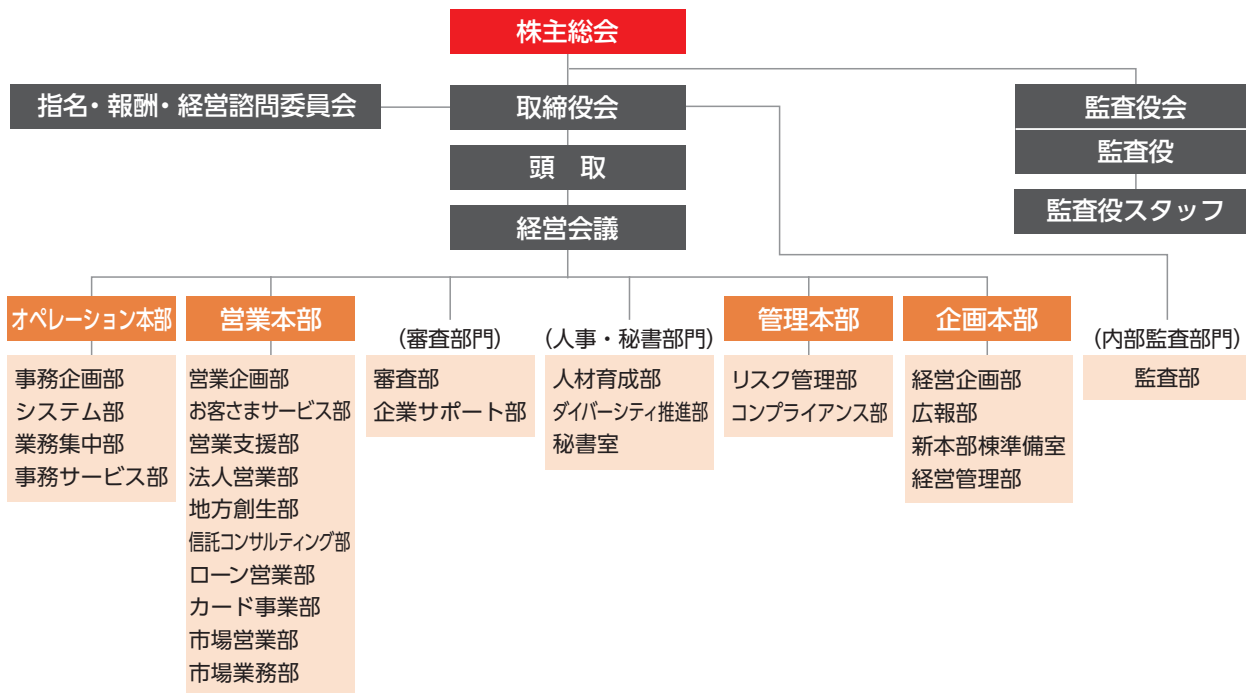 株主総会
指名・報酬・経営諮問委員会
取締役会
監査役会
頭　取
監査役
経営会議
監査役スタッフ
オペレーション本部
事務企画部
システム部
業務集中部
事務サービス部
営業本部
営業企画部
お客さまサービス部
営業支援部
法人営業部
地方創生部
信託コンサルティング部
ローン営業部
カード事業部
市場営業部
市場業務部
(審査部門)
審査部
企業サポート部
(人事・秘書部門)
人材育成部
ダイバーシティ推進部
秘書室
管理本部
リスク管理部
コンプライアンス部
企画本部
経営企画部
広報部
新本部棟準備室
経営管理部
(内部監査部門)
監査部